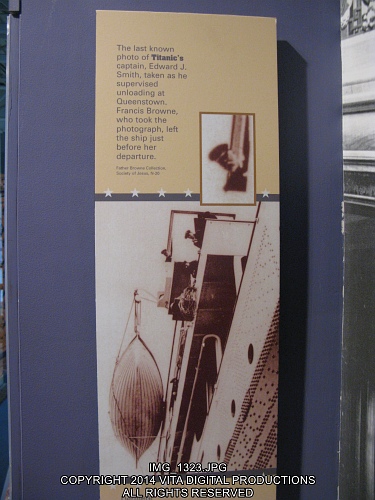 The last known
photo of Titanic's
captain, Edward J.
Smith, taken as he
supervised
unloading at
Queenstown.
Francis Browne,
who took the
photograph, left
the ship just
before her
departure.
Father Browne Collection,
Society of Jesus,
IMG_1323.JPG
COPYRIGHT 2014 VITA DIGITAL PRODUCTIONS
ALL RIGHTS RESERVED